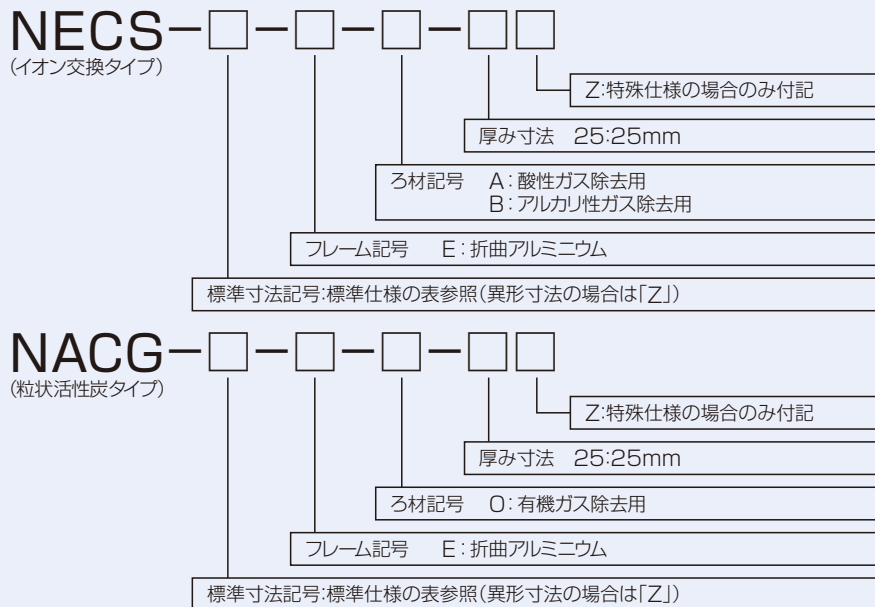 NECS－□－□－□－□□
(イオン交換タイプ)
Z:特殊仕様の場合のみ付記
厚み寸法　25:25mm
ろ材記号　A：酸性ガス除去用
B：アルカリ性ガス除去用
フレーム記号　E：折曲アルミニウム
標準寸法記号:標準仕様の表参照(異形寸法の場合は「Z」)
NACG－□－□－□－□□
(粒状活性炭タイプ)
Z:特殊仕様の場合のみ付記
厚み寸法　25:25mm
ろ材記号　O：有機ガス除去用
フレーム記号　E：折曲アルミニウム
標準寸法記号:標準仕様の表参照(異形寸法の場合は「Z」)